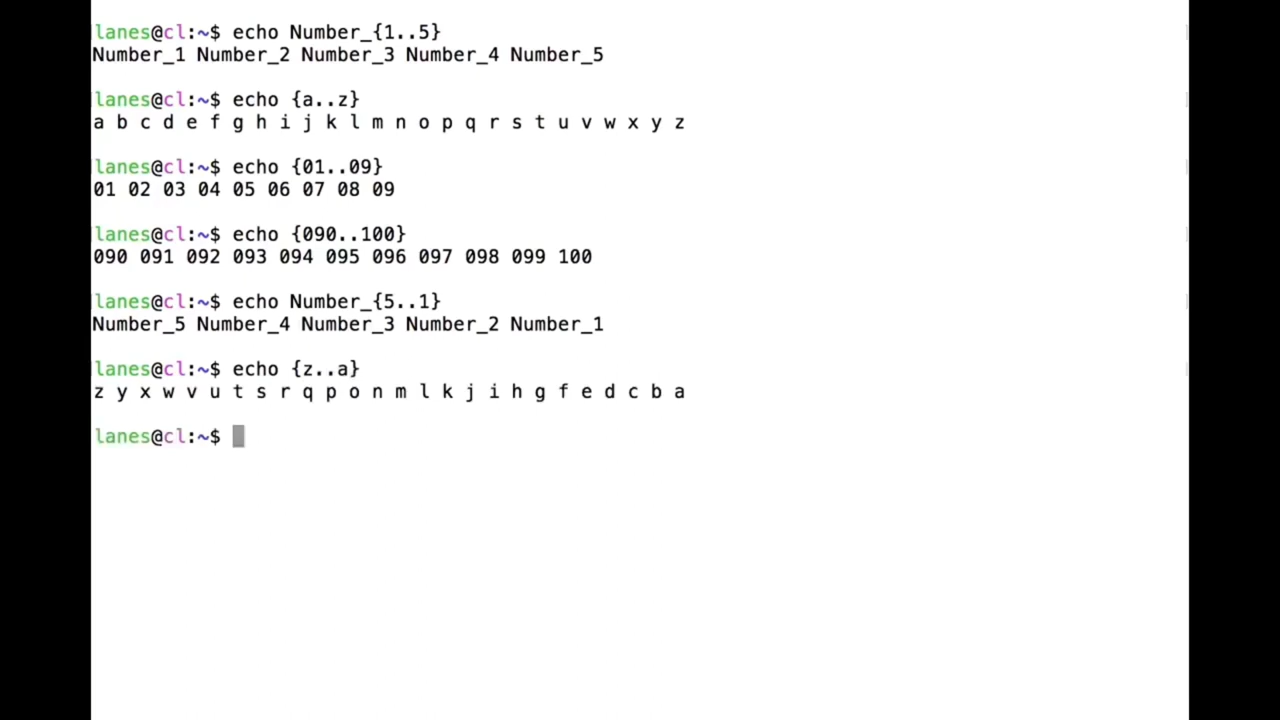 lanes@cl:~$ echo Number_{1..5}
Number_1 Number_2 Number_3 Number_4 Number_5
lanes@cl:~$ echo {a..z}
a b c d e f g h i j k l m n o p q r s t u v w x y z
lanes@cl:~$ echo {01..09}
01 02 03 04 05 06 07 08 09
lanes@cl:~$ echo {090..100}
090 091 092 093 094 095 096 097 098 099 100
lanes@cl:~$ echo Number_{5..1}
Number_5 Number_4 Number_3 Number_2 Number_1
lanes@cl:~$ echo {z..a}
z y x w v u t s r q p o n m l k j i h g f e d c b a
lanes@cl:~$